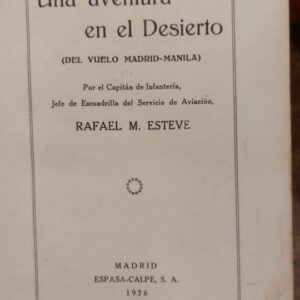 Una aventura
en el Desierto
(DEL VUELO MADRID-MANILA)
Por el Capitán de Infantería,
Jefe de Escuadrilla del Servicio de Aviación,
RAFAEL M. ESTEVE
MADRID
ESPASA-CALPE, S. A.
1926